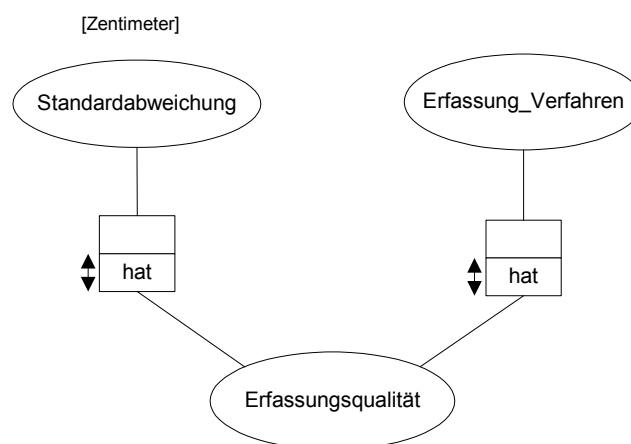 [Zentimeter]
Standardabweichung
Erfassung_Verfahren
hat
hat
Erfassungsqualität